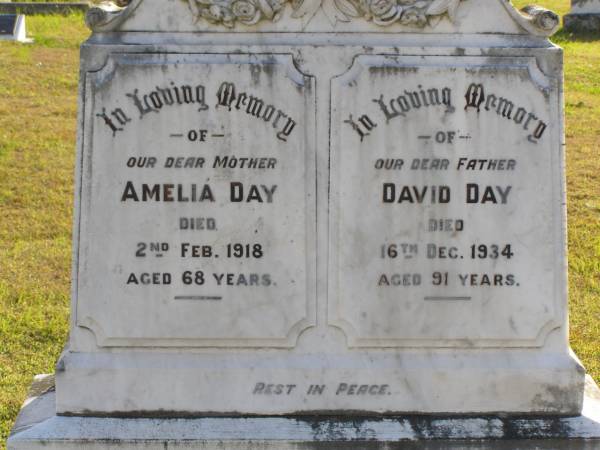 In Loving Memory
— OF —
OUR DEAR MOTHER
AMELIA DAY
DIED
2ND FEB. 1918
AGED 68 YEARS.
In Loving Memory
— OF —
OUR DEAR FATHER
DAVID DAY
DIED
16TH DEC. 1934
AGED 91 YEARS.
REST IN PEACE.